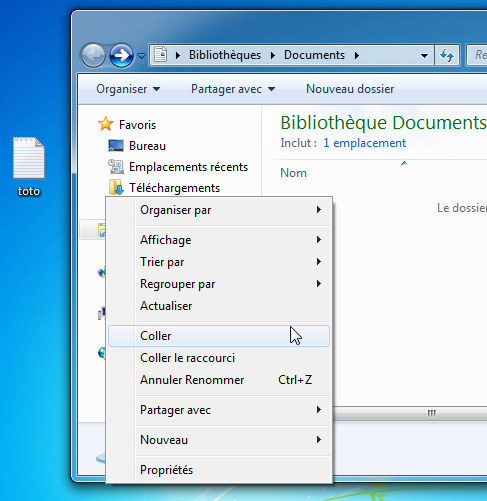 Bibliothèques
Documents
Re
Organiser
Partager avec
Nouveau dossier
Favoris
Bureau
Emplacements récents
Téléchargements
toto
Bibliothèque Documents
Inclut : 1 emplacement
Nom
Le dossier
Organiser par
Affichage
Trier par
Regrouper par
Actualiser
Coller
Coller le raccourci
Annuler Renommer Ctrl+Z
Partager avec
Nouveau
Propriétés